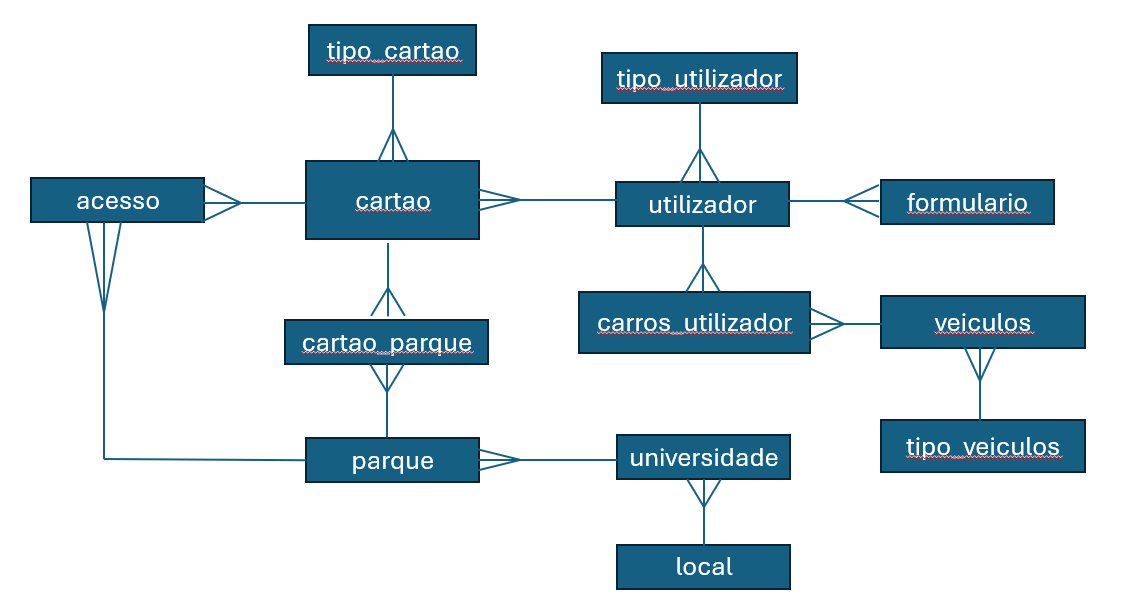 tipo_cartao
tipo_utilizador
acesso
cartao
utilizador
formulario
carros_utilizador
veiculos
cartao_parque
tipo_veiculos
parque
universidade
local